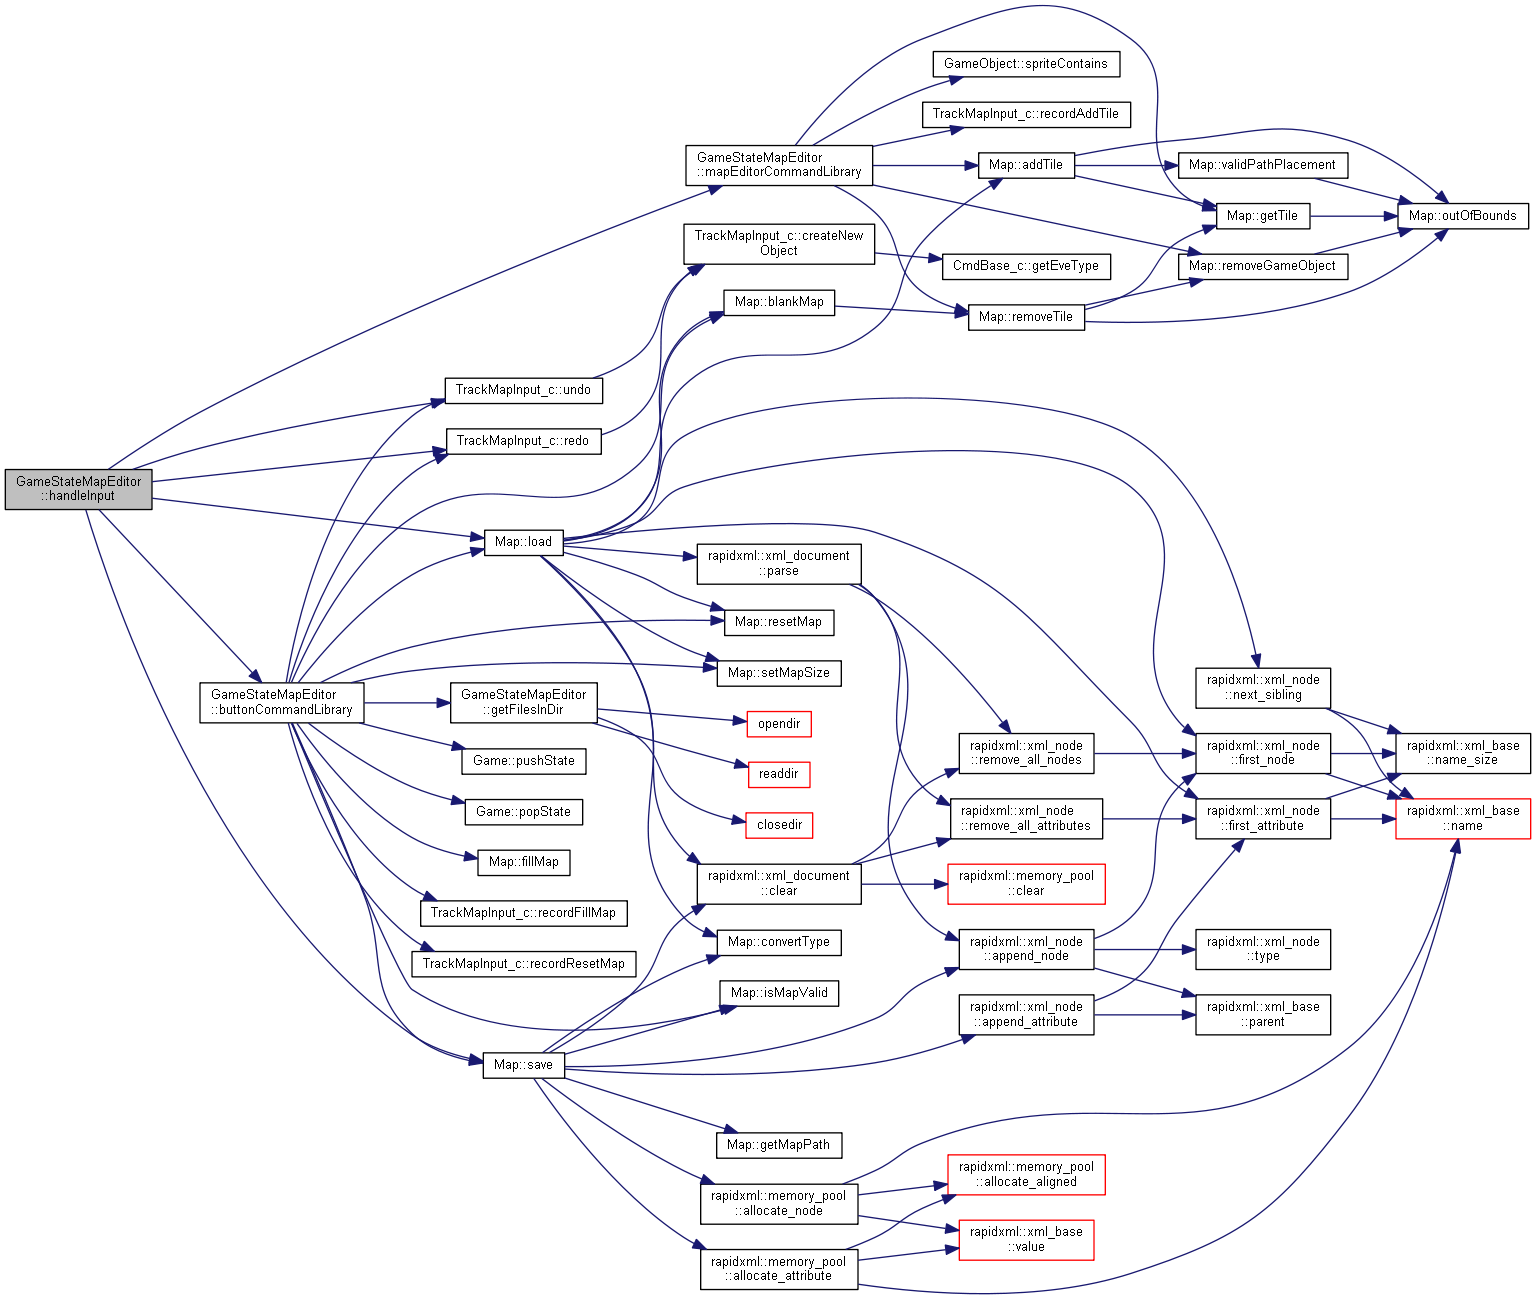 GameObject::spriteContains
TrackMapInput_c::recordAddTile
GameStateMapEditor
::mapEditorCommandLibrary
Map::addTile
Map::validPathPlacement
Map::getTile
Map::outOfBounds
TrackMapInput_c::createNew
Object
CmdBase_c::getEveType
Map::removeGameObject
Map::blankMap
Map::removeTile
TrackMapInput_c::undo
TrackMapInput_c::redo
GameStateMapEditor
::handleInput
Map::load
rapidxml::xml_document
::parse
Map::resetMap
Map::setMapSize
rapidxml::xml_node
::next_sibling
GameStateMapEditor
::buttonCommandLibrary
GameStateMapEditor
::getFilesInDir
opendir
Game::pushState
readdir
rapidxml::xml_node
::remove_all_nodes
rapidxml::xml_node
::first_node
rapidxml::xml_base
::name_size
Game::popState
closedir
rapidxml::xml_node
::remove_all_attributes
rapidxml::xml_node
::first_attribute
rapidxml::xml_base
::name
Map::fillMap
rapidxml::xml_document
::clear
rapidxml::memory_pool
::clear
TrackMapInput_c::recordFillMap
Map::convertType
rapidxml::xml_node
::append_node
rapidxml::xml_node
::type
TrackMapInput_c::recordResetMap
Map::isMapValid
rapidxml::xml_node
::append_attribute
rapidxml::xml_base
::parent
Map::save
Map::getMapPath
rapidxml::memory_pool
::allocate_node
rapidxml::memory_pool
::allocate_aligned
rapidxml::xml_base
::value
rapidxml::memory_pool
::allocate_attribute